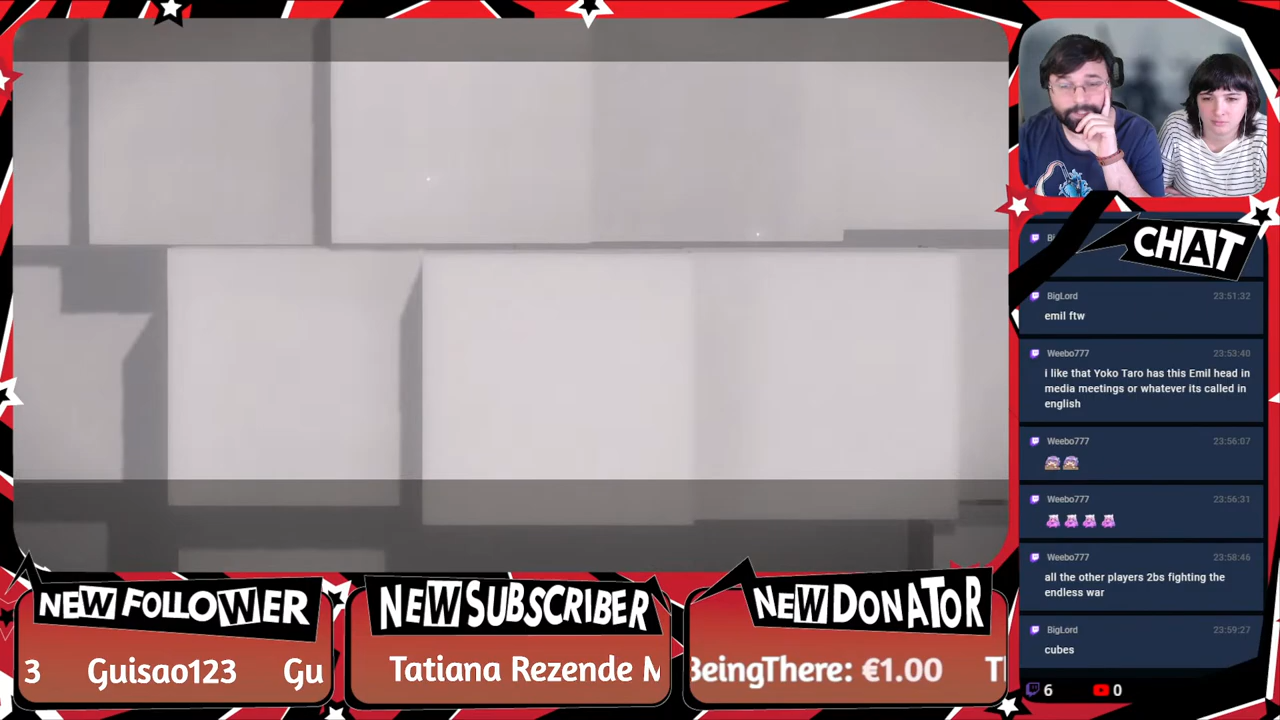 CHAT
Bi
BigLord 23:51:32
emil ftw
Weebo777 23:53:40
i like that Yoko Taro has this Emil head in
media meetings or whatever its called in
english
Weebo777 23:56:07
Weebo777 23:56:31
Weebo777 23:58:46
all the other players 2bs fighting the
endless war
BigLord 23:59:27
cubes
6 0
NEW FOLLOWER
3 Guisao123 Gu
NEW SUBSCRIBER
Tatiana Rezende M
NEW DONATOR
BeingThere: €1.00 T